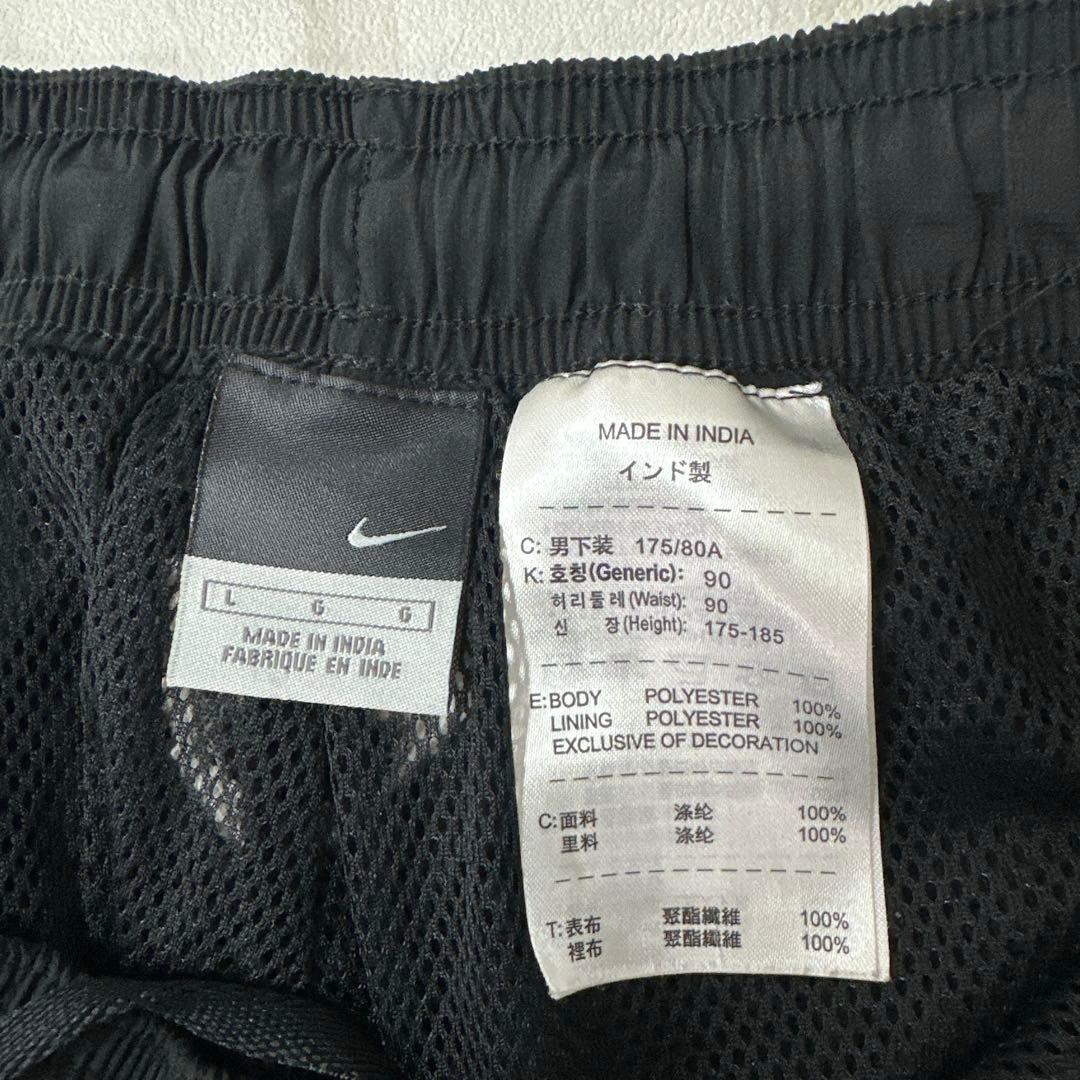 L G G
MADE IN INDIA
FABRIQUE EN INDE
MADE IN INDIA
インド製
C: 男下装 175/80A
K: 호칭(Generic): 90
허리둘레(Waist): 90
신 장(Height): 175-185
E: BODY POLYESTER 100%
LINING POLYESTER 100%
EXCLUSIVE OF DECORATION
C: 面料 涤纶 100%
里料 涤纶 100%
T: 表布 聚酯纖維 100%
裡布 聚酯纖維 100%